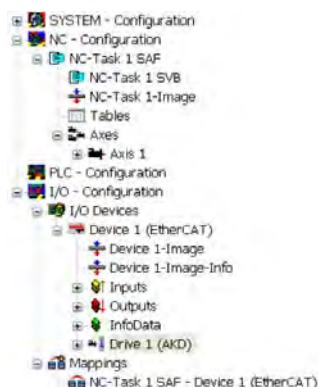 SYSTEM - Configuration
NC - Configuration
NC-Task 1 SAF
NC-Task 1 SVB
NC-Task 1-Image
Tables
Axes
Axis 1
PLC - Configuration
I/O - Configuration
I/O Devices
Device 1 (EtherCAT)
Device 1-Image
Device 1-Image-Info
Inputs
Outputs
InfoData
Drive 1 (AKD)
Mappings
NC-Task 1 SAF - Device 1 (EtherCAT)